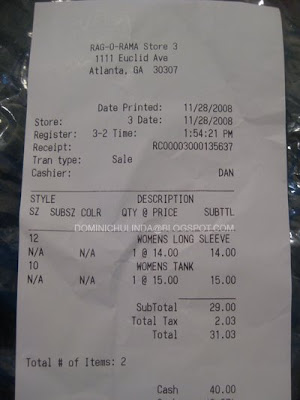 RAG-O-RAMA Store 3
1111 Euclid Ave
Atlanta, GA 30307
Date Printed: 11/28/2008
Store: 3 Date: 11/28/2008
Register: 3-2 Time: 1:54:21 PM
Receipt: RC00003000135637
Tran type: Sale
Cashier: DAN
STYLE DESCRIPTION
SZ SUBSZ COLR QTY @ PRICE SUBTTL
DOMINICHULINDA@BLOGSPOT.COM
12 WOMENS LONG SLEEVE
N/A N/A 1 @ 14.00 14.00
10 WOMENS TANK
N/A N/A 1 @ 15.00 15.00
SubTotal 29.00
Total Tax 2.03
Total 31.03
Total # of Items: 2
Cash 40.00